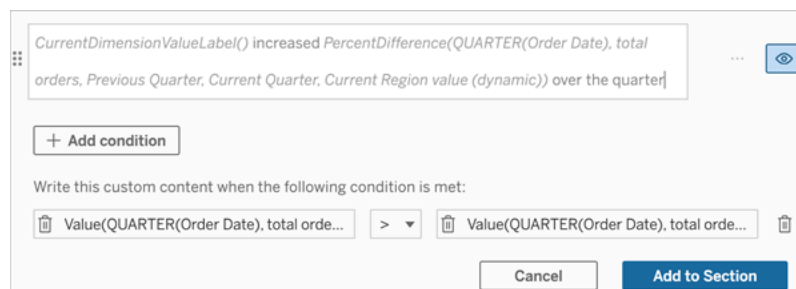 CurrentDimensionValueLabel() increased PercentDifference(QUARTER(Order Date), total
orders, Previous Quarter, Current Quarter, Current Region value (dynamic)) over the quarter
+ Add condition
Write this custom content when the following condition is met:
Value(QUARTER(Order Date), total orde... > Value(QUARTER(Order Date), total orde...
Cancel Add to Section